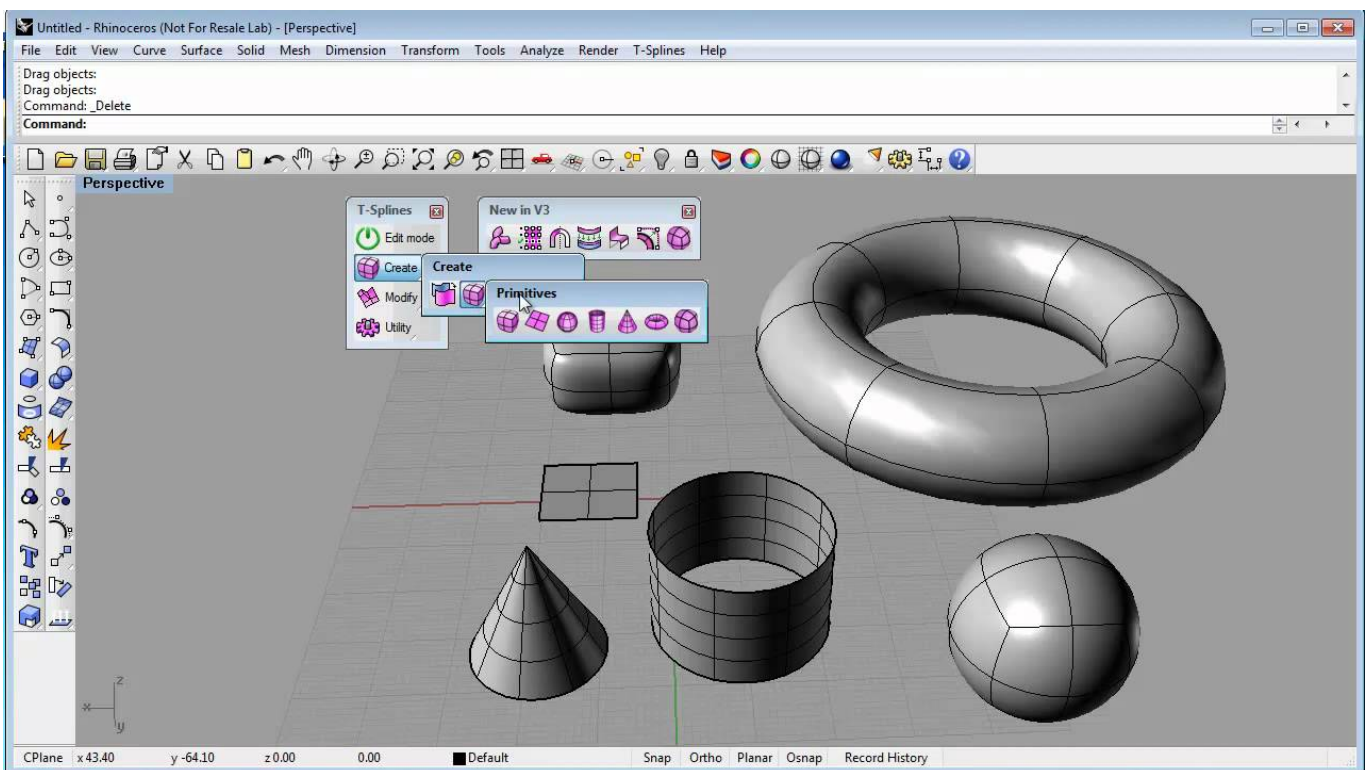 Untitled - Rhinoceros (Not For Resale Lab) - [Perspective]
File Edit View Curve Surface Solid Mesh Dimension Transform Tools Analyze Render T-Splines Help
Drag objects:
Drag objects:
Command: _Delete
Command:
Perspective
T-Splines
New in V3
Edit mode
Create
Create
Primitives
Modify
Utility
z
x
y
CPlane x 43.40 y -64.10 z 0.00 0.00 Default Snap Ortho Planar Osnap Record History